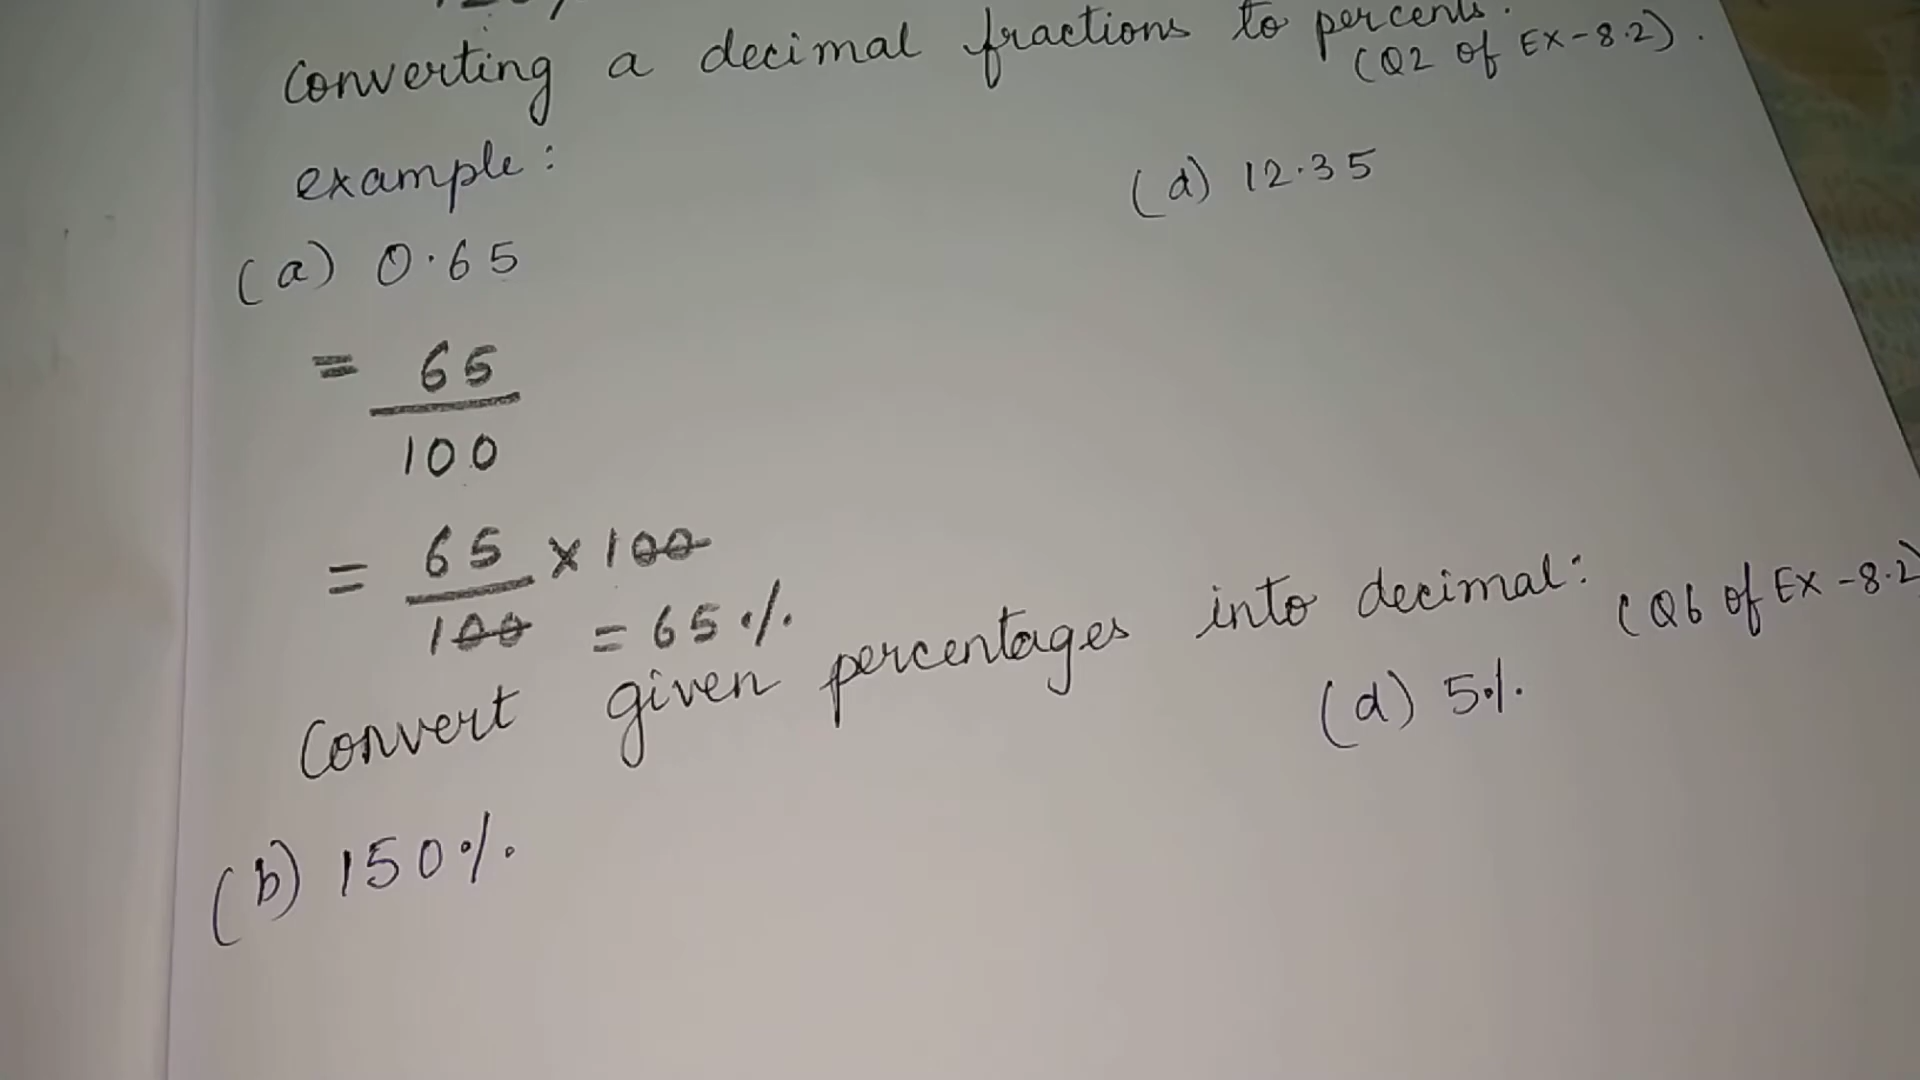 Converting a decimal fractions to percents.
(Q2 of Ex-8.2).
example:
(a) 0.65
(d) 12.35
= 65/100
= 65/100 × 100
= 65%
Convert given percentages into decimal:
(Q6 of Ex-8.2)
(b) 150%
(d) 5%